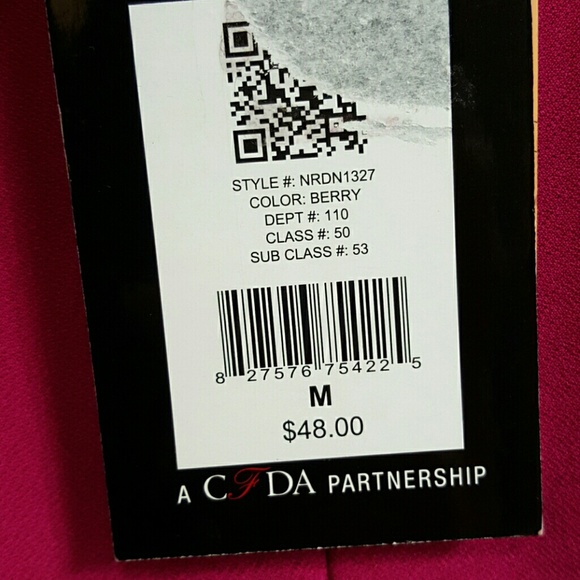 STYLE #: NRDN1327
COLOR: BERRY
DEPT #: 110
CLASS #: 50
SUB CLASS #: 53
8 27576 75422 5
M
$48.00
A CFDA PARTNERSHIP